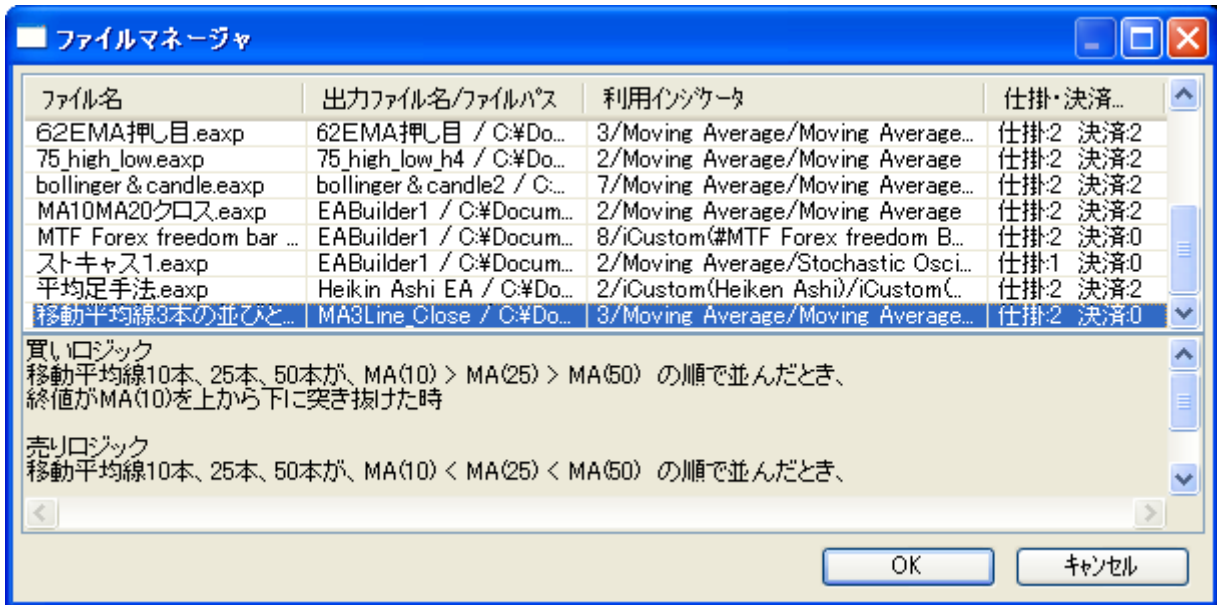 ファイルマネージャ
ファイル名 出力ファイル名/ファイルパス 利用インジケータ 仕掛・決済...
62EMA押し目.eaxp 62EMA押し目 / C:¥Do... 3/Moving Average/Moving Average... 仕掛:2 決済:2
75_high_low.eaxp 75_high_low_h4 / C:¥Do... 2/Moving Average/Moving Average 仕掛:2 決済:2
bollinger & candle.eaxp bollinger & candle2 / C:... 7/Moving Average/Moving Average... 仕掛:2 決済:2
MA10MA20クロス.eaxp EABuilder1 / C:¥Docum... 2/Moving Average/Moving Average 仕掛:2 決済:2
MTF Forex freedom bar ... EABuilder1 / C:¥Docum... 8/iCustom(#MTF Forex freedom B... 仕掛:2 決済:0
ストキャス1.eaxp EABuilder1 / C:¥Docum... 2/Moving Average/Stochastic Osci... 仕掛:1 決済:0
平均足手法.eaxp Heikin Ashi EA / C:¥Do... 2/iCustom(Heiken Ashi)/iCustom(... 仕掛:2 決済:2
移動平均線3本の並びと... MA3Line_Close / C:¥Do... 3/Moving Average/Moving Average... 仕掛:2 決済:0
買いロジック
移動平均線10本、25本、50本が、MA(10) > MA(25) > MA(50) の順で並んだとき、
終値がMA(10)を上から下に突き抜けた時
売りロジック
移動平均線10本、25本、50本が、MA(10) < MA(25) < MA(50) の順で並んだとき、
OK キャンセル